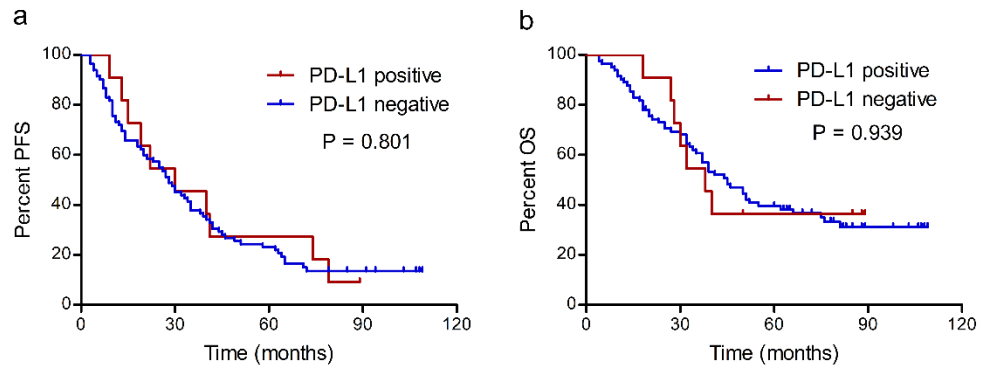 a
100
80
60
40
20
0
Percent PFS
PD-L1 positive
PD-L1 negative
P = 0.801
0 30 60 90 120
Time (months)
b
100
80
60
40
20
0
Percent OS
PD-L1 positive
PD-L1 negative
P = 0.939
0 30 60 90 120
Time (months)